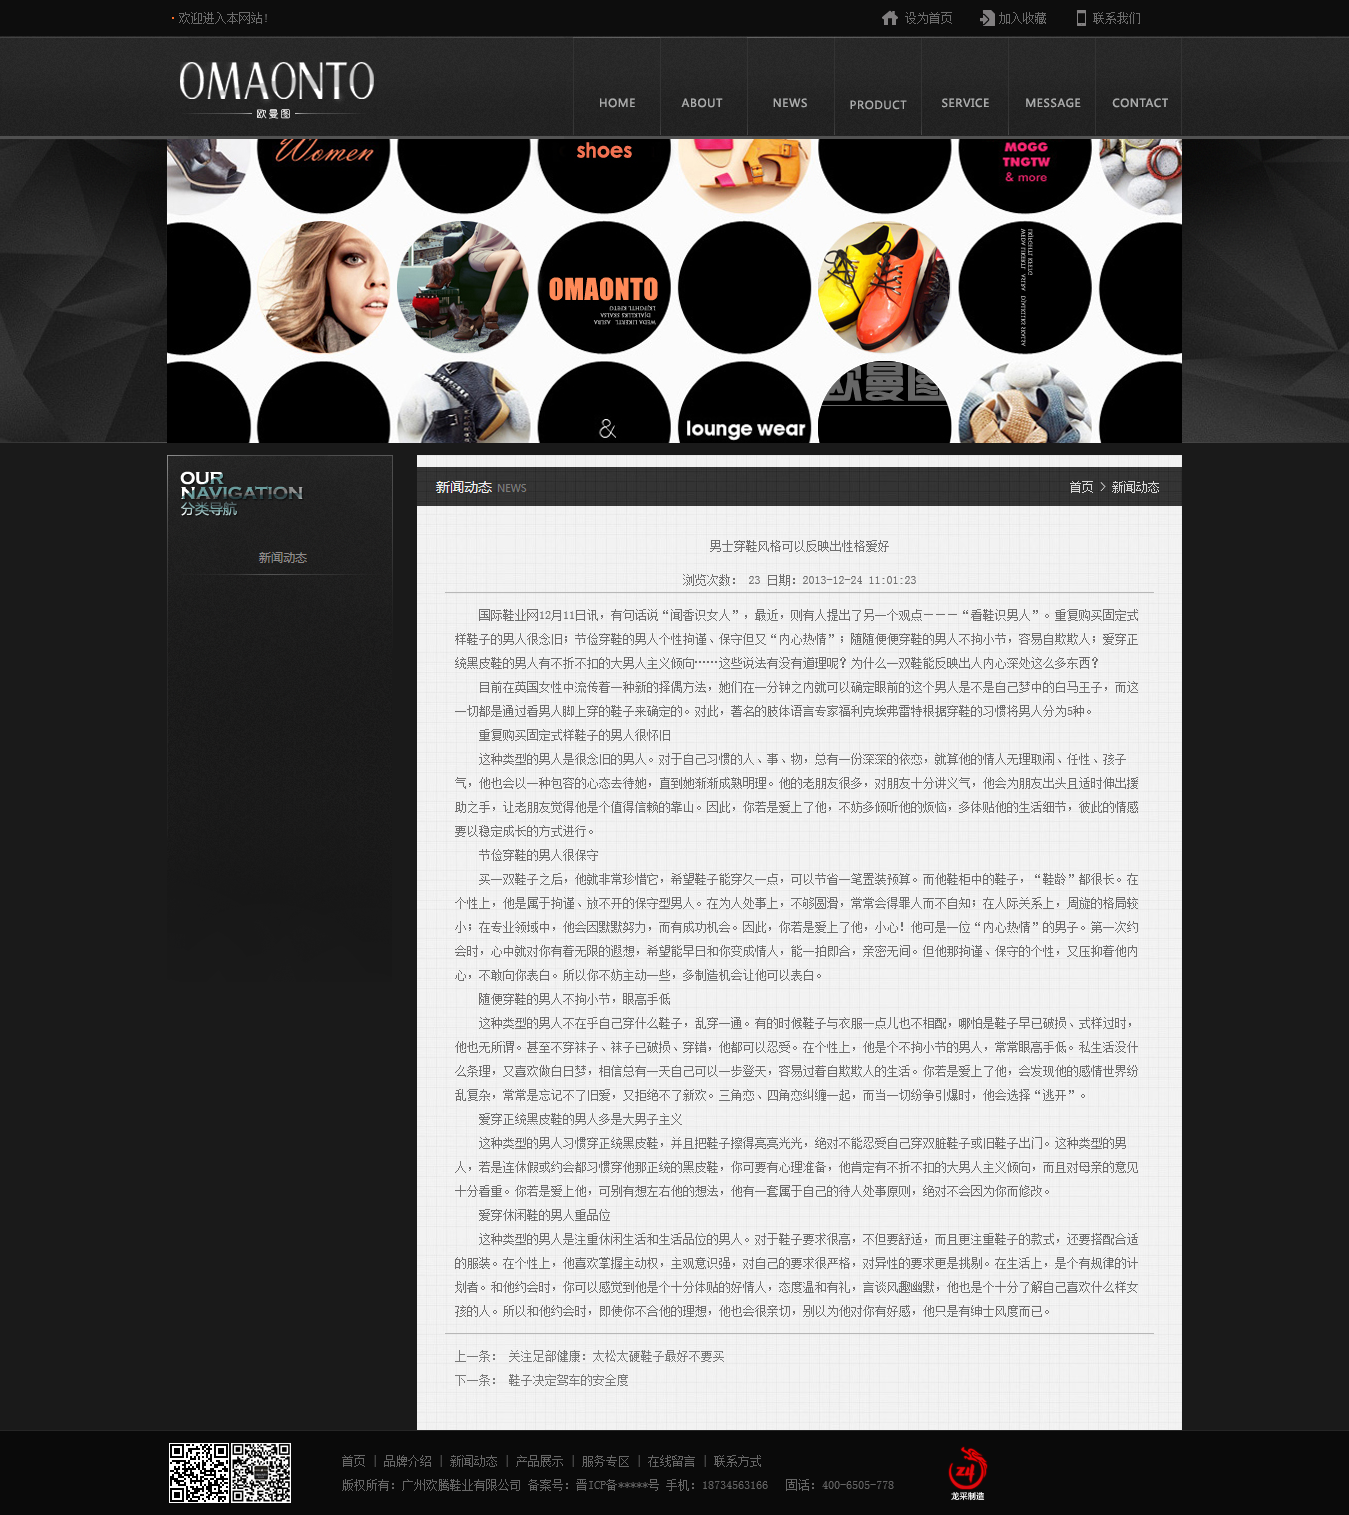 · 欢迎进入本网站!
设为首页 加入收藏 联系我们
OMAONTO
欧曼图
HOME ABOUT NEWS PRODUCT SERVICE MESSAGE CONTACT
Women
shoes
MOGG
TNGTW
& more
OMAONTO
欧曼图
&
lounge wear
OUR
NAVIGATION
分类导航
新闻动态
新闻动态 NEWS
首页 > 新闻动态
男士穿鞋风格可以反映出性格爱好
浏览次数: 23 日期: 2013-12-24 11:01:23
国际鞋业网12月11日讯，有句话说“闻香识女人”，最近，则有人提出了另一个观点———“看鞋识男人”。重复购买固定式
样鞋子的男人很念旧；节俭穿鞋的男人个性拘谨、保守但又“内心热情”；随随便便穿鞋的男人不拘小节，容易自欺欺人；爱穿正
统黑皮鞋的男人有不折不扣的大男人主义倾向……这些说法有没有道理呢？为什么一双鞋能反映出人内心深处这么多东西？
目前在英国女性中流传着一种新的择偶方法，她们在一分钟之内就可以确定眼前的这个男人是不是自己梦中的白马王子，而这
一切都是通过看男人脚上穿的鞋子来确定的。对此，著名的肢体语言专家福利克埃弗雷特根据穿鞋的习惯将男人分为5种。
重复购买固定式样鞋子的男人很怀旧
这种类型的男人是很念旧的男人。对于自己习惯的人、事、物，总有一份深深的依恋，就算他的情人无理取闹、任性、孩子
气，他也会以一种包容的心态去待她，直到她渐渐成熟明理。他的老朋友很多，对朋友十分讲义气，他会为朋友出头且适时伸出援
助之手，让老朋友觉得他是个值得信赖的靠山。因此，你若是爱上了他，不妨多倾听他的烦恼，多体贴他的生活细节，彼此的情感
要以稳定成长的方式进行。
节俭穿鞋的男人很保守
买一双鞋子之后，他就非常珍惜它，希望鞋子能穿久一点，可以节省一笔置装预算。而他鞋柜中的鞋子，“鞋龄”都很长。在
个性上，他是属于拘谨、放不开的保守型男人。在为人处事上，不够圆滑，常常会得罪人而不自知；在人际关系上，周旋的格局较
小；在专业领域中，他会因默默努力，而有成功机会。因此，你若是爱上了他，小心！他可是一位“内心热情”的男子。第一次约
会时，心中就对你有着无限的遐想，希望能早日和你变成情人，能一拍即合，亲密无间。但他那拘谨、保守的个性，又压抑着他内
心，不敢向你表白。所以你不妨主动一些，多制造机会让他可以表白。
随便穿鞋的男人不拘小节，眼高手低
这种类型的男人不在乎自己穿什么鞋子，乱穿一通。有的时候鞋子与衣服一点儿也不相配，哪怕是鞋子早已破损、式样过时，
他也无所谓。甚至不穿袜子、袜子已破损、穿错，他都可以忍受。在个性上，他是个不拘小节的男人，常常眼高手低。私生活没什
么条理，又喜欢做白日梦，相信总有一天自己可以一步登天，容易过着自欺欺人的生活。你若是爱上了他，会发现他的感情世界纷
乱复杂，常常是忘记不了旧爱，又拒绝不了新欢。三角恋、四角恋纠缠一起，而当一切纷争引爆时，他会选择“逃开”。
爱穿正统黑皮鞋的男人多是大男子主义
这种类型的男人习惯穿正统黑皮鞋，并且把鞋子擦得亮亮光光，绝对不能忍受自己穿双脏鞋子或旧鞋子出门。这种类型的男
人，若是连休假或约会都习惯穿他那正统的黑皮鞋，你可要有心理准备，他肯定有不折不扣的大男人主义倾向，而且对母亲的意见
十分看重。你若是爱上他，可别有想左右他的想法，他有一套属于自己的待人处事原则，绝对不会因为你而修改。
爱穿休闲鞋的男人重品位
这种类型的男人是注重休闲生活和生活品位的男人。对于鞋子要求很高，不但要舒适，而且更注重鞋子的款式，还要搭配合适
的服装。在个性上，他喜欢掌握主动权，主观意识强，对自己的要求很严格，对异性的要求更是挑剔。在生活上，是个有规律的计
划者。和他约会时，你可以感觉到他是个十分体贴的好情人，态度温和有礼，言谈风趣幽默，他也是个十分了解自己喜欢什么样女
孩的人。所以和他约会时，即使你不合他的理想，他也会很亲切，别以为他对你有好感，他只是有绅士风度而已。
上一条: 关注足部健康：太松太硬鞋子最好不要买
下一条: 鞋子决定驾车的安全度
首页 | 品牌介绍 | 新闻动态 | 产品展示 | 服务专区 | 在线留言 | 联系方式
版权所有: 广州欢腾鞋业有限公司 备案号: 晋ICP备*****号 手机: 18734563166 固话: 400-6505-778
龙采制造